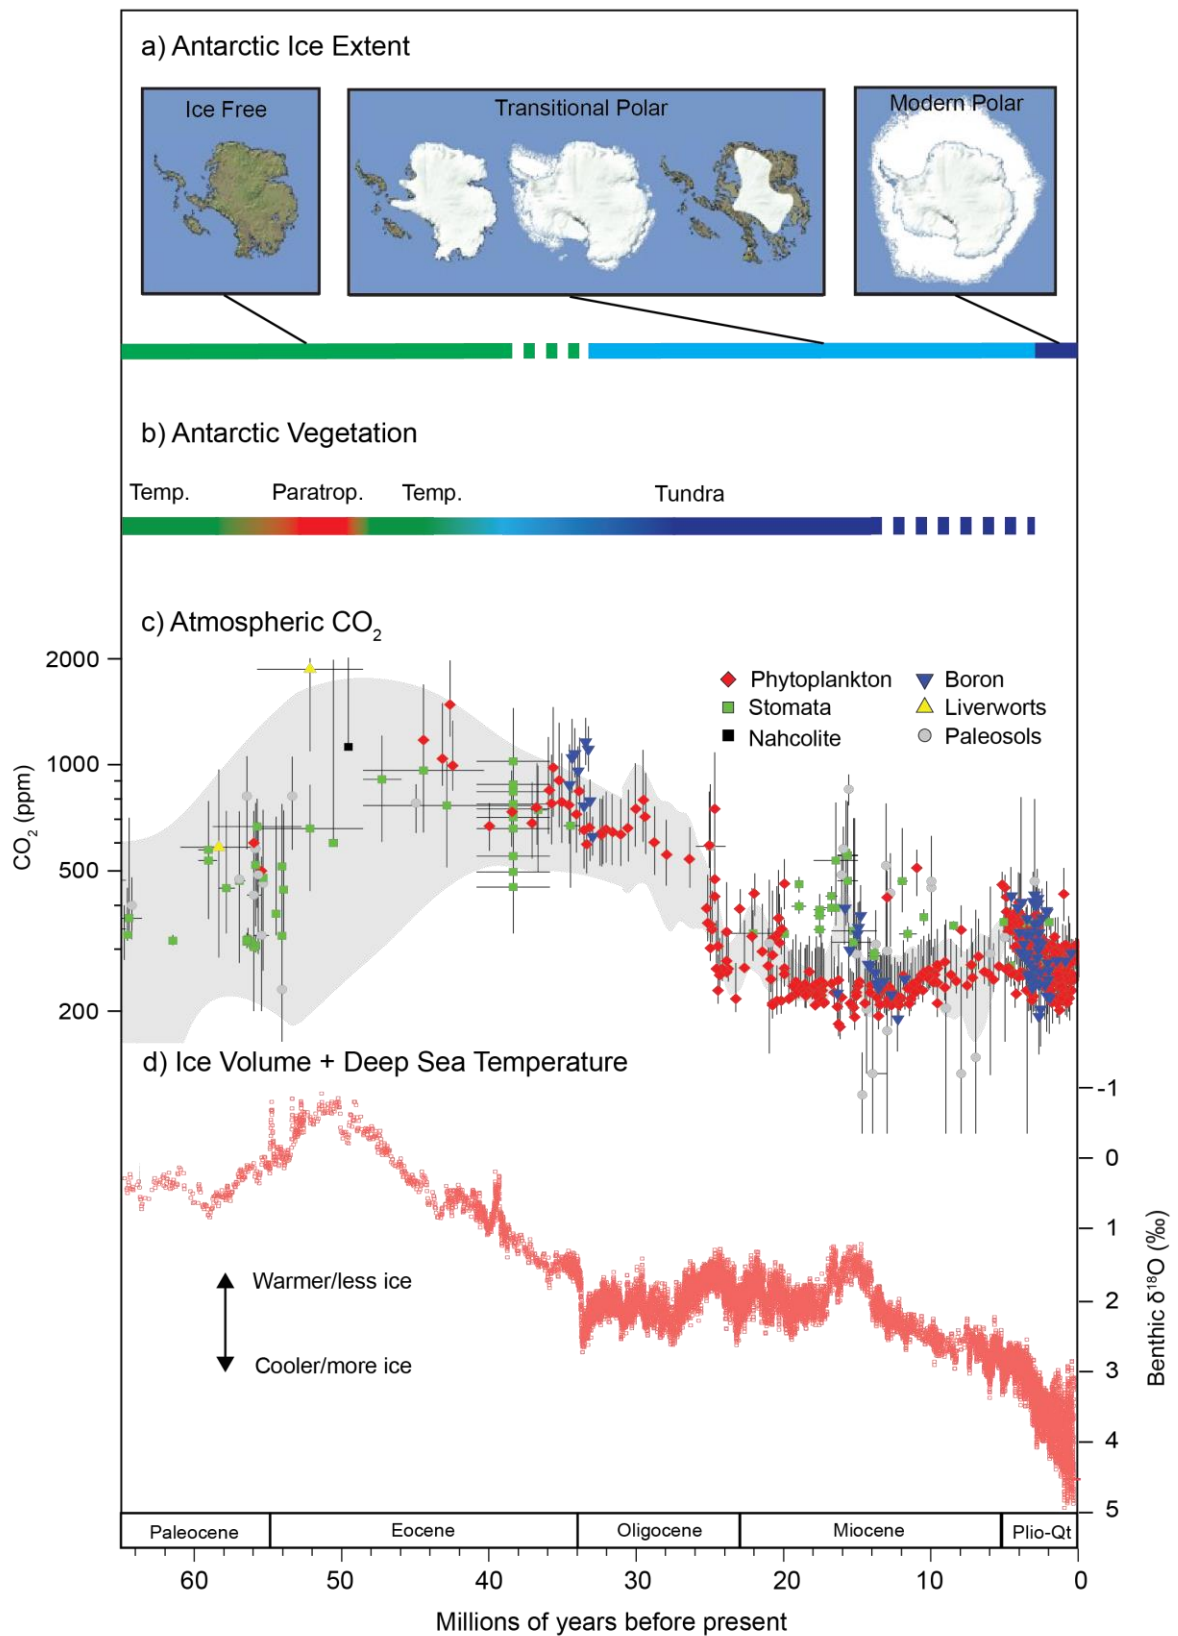 a) Antarctic Ice Extent
Ice Free
Transitional Polar
Modern Polar
b) Antarctic Vegetation
Temp.
Paratrop.
Temp.
Tundra
c) Atmospheric CO₂
2000
1000
500
200
CO₂ (ppm)
Phytoplankton
Stomata
Nahcolite
Boron
Liverworts
Paleosols
d) Ice Volume + Deep Sea Temperature
-1
0
1
2
3
4
5
Benthic δ¹⁸O (‰)
Warmer/less ice
Cooler/more ice
Paleocene
Eocene
Oligocene
Miocene
Plio-Qt
60
50
40
30
20
10
0
Millions of years before present